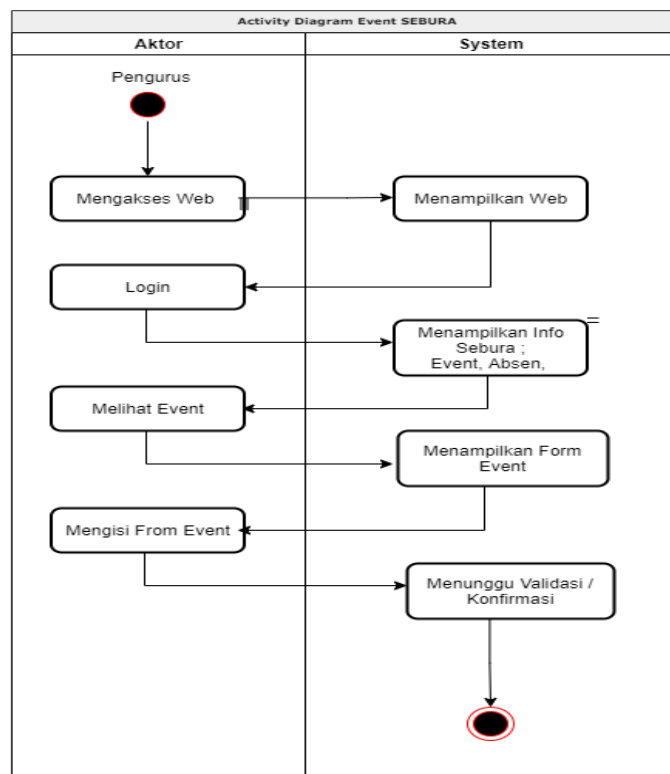 Activity Diagram Event SEBURA
Aktor
System
Pengurus
Mengakses Web
Menampilkan Web
Login
Menampilkan Info
Sebura ;
Event, Absen,
Melihat Event
Menampilkan Form
Event
Mengisi From Event
Menunggu Validasi /
Konfirmasi